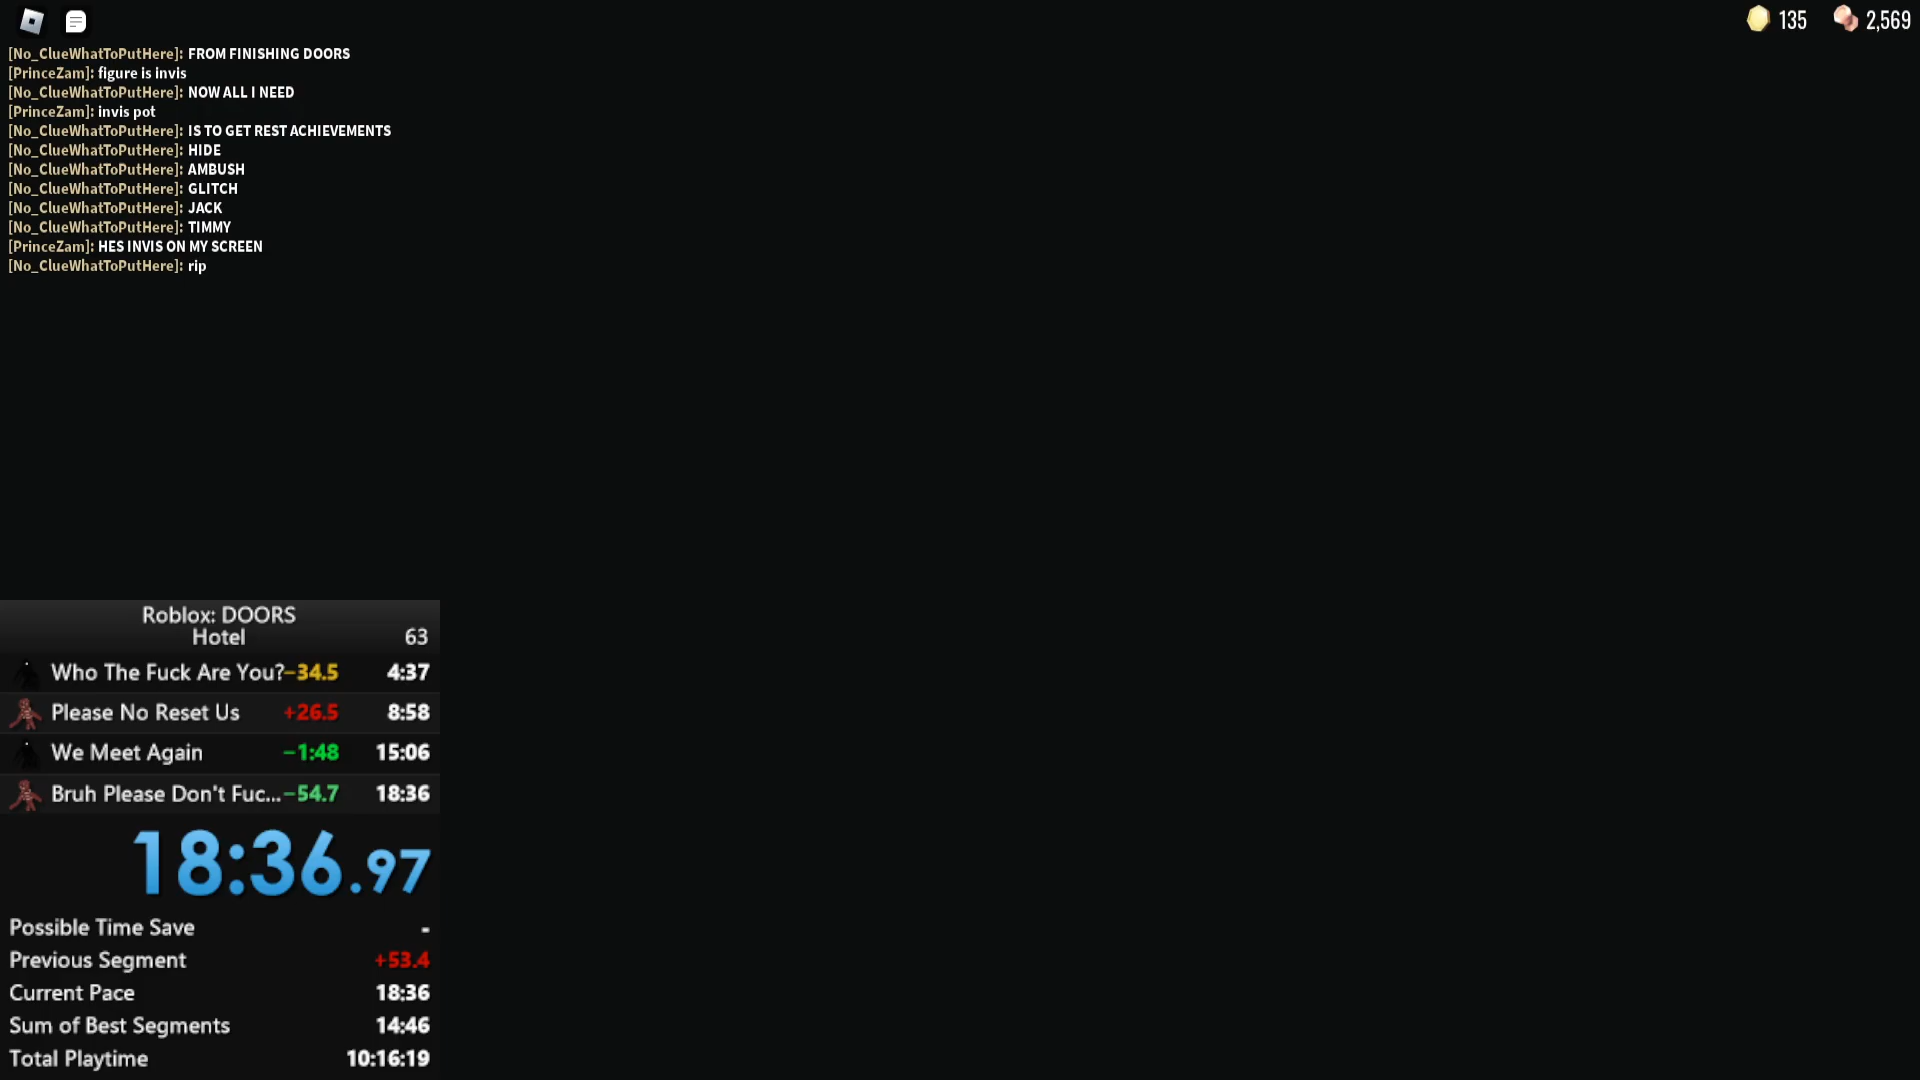 135 2,569
[No_ClueWhatToPutHere]: FROM FINISHING DOORS
[PrinceZam]: figure is invis
[No_ClueWhatToPutHere]: NOW ALL I NEED
[PrinceZam]: invis pot
[No_ClueWhatToPutHere]: IS TO GET REST ACHIEVEMENTS
[No_ClueWhatToPutHere]: HIDE
[No_ClueWhatToPutHere]: AMBUSH
[No_ClueWhatToPutHere]: GLITCH
[No_ClueWhatToPutHere]: JACK
[No_ClueWhatToPutHere]: TIMMY
[PrinceZam]: HES INVIS ON MY SCREEN
[No_ClueWhatToPutHere]: rip
Roblox: DOORS
Hotel 63
Who The Fuck Are You? −34.5 4:37
Please No Reset Us +26.5 8:58
We Meet Again −1:48 15:06
Bruh Please Don't Fuc... −54.7 18:36
18:36.97
Possible Time Save -
Previous Segment +53.4
Current Pace 18:36
Sum of Best Segments 14:46
Total Playtime 10:16:19